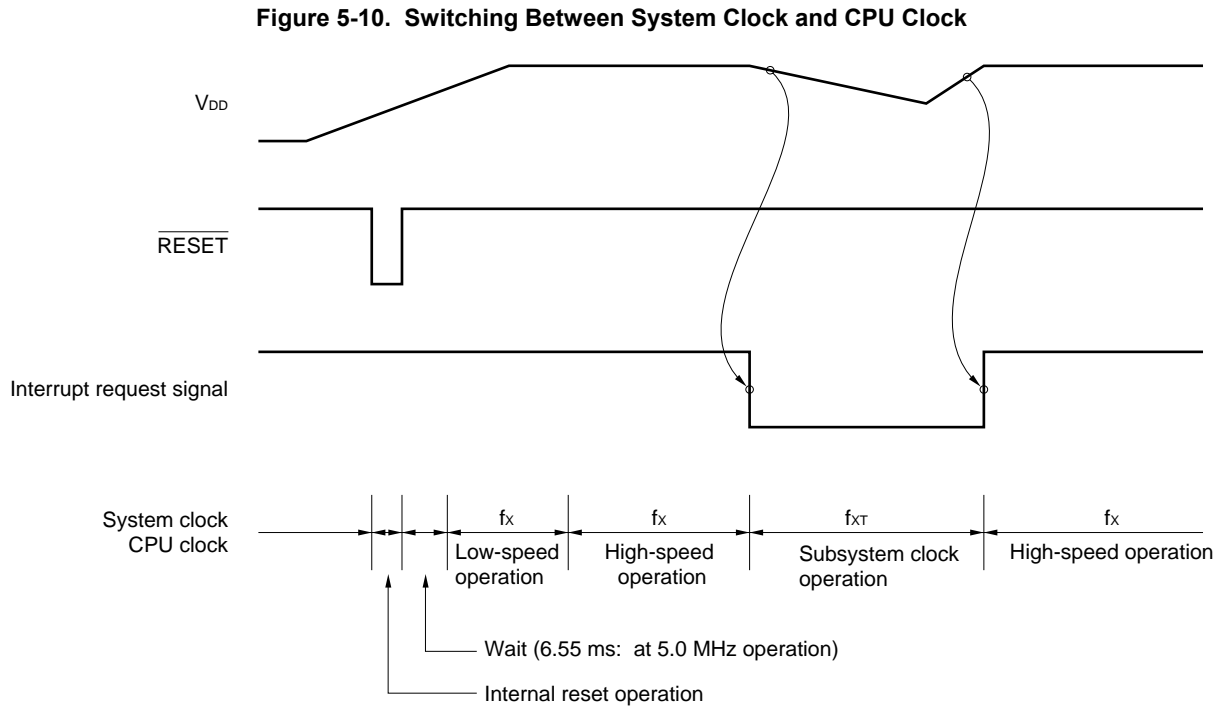 Figure 5-10. Switching Between System Clock and CPU Clock
VDD
RESET
Interrupt request signal
System clock
CPU clock
fX
Low-speed
operation
fX
High-speed
operation
fXT
Subsystem clock
operation
fX
High-speed operation
Wait (6.55 ms: at 5.0 MHz operation)
Internal reset operation